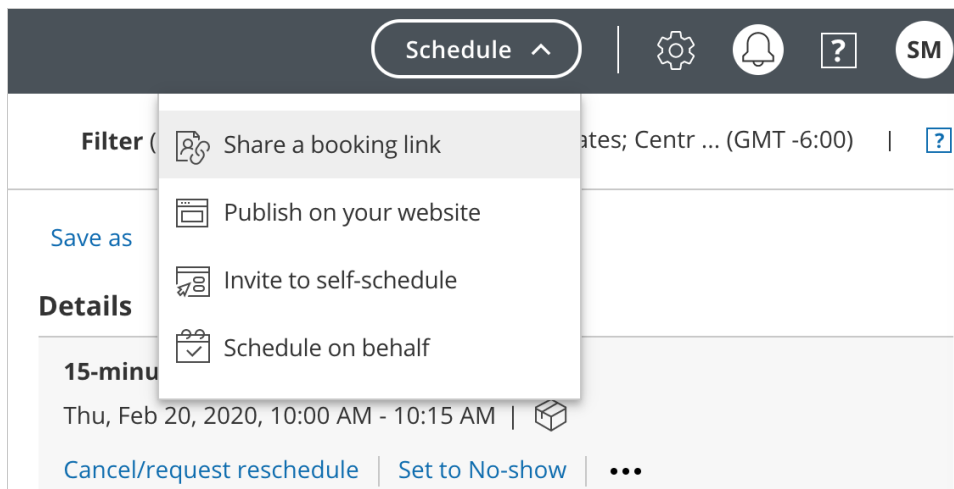 Schedule
?
SM
Filter (
Share a booking link
ates; Centr ... (GMT -6:00) |
?
Publish on your website
Save as
Invite to self-schedule
Details
Schedule on behalf
15-minu
Thu, Feb 20, 2020, 10:00 AM - 10:15 AM |
Cancel/request reschedule | Set to No-show | •••